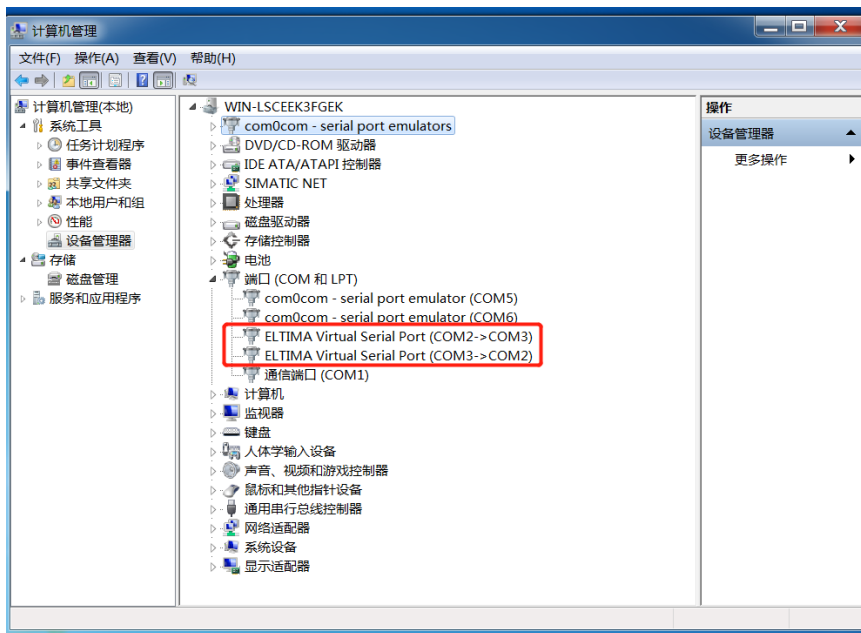 计算机管理
文件(F) 操作(A) 查看(V) 帮助(H)
计算机管理(本地)
系统工具
任务计划程序
事件查看器
共享文件夹
本地用户和组
性能
设备管理器
存储
磁盘管理
服务和应用程序
WIN-LSCEEK3FGEK
com0com - serial port emulators
DVD/CD-ROM 驱动器
IDE ATA/ATAPI 控制器
SIMATIC NET
处理器
磁盘驱动器
存储控制器
电池
端口 (COM 和 LPT)
com0com - serial port emulator (COM5)
com0com - serial port emulator (COM6)
ELTIMA Virtual Serial Port (COM2->COM3)
ELTIMA Virtual Serial Port (COM3->COM2)
通信端口 (COM1)
计算机
监视器
键盘
人体学输入设备
声音、视频和游戏控制器
鼠标和其他指针设备
通用串行总线控制器
网络适配器
系统设备
显示适配器
操作
设备管理器
更多操作